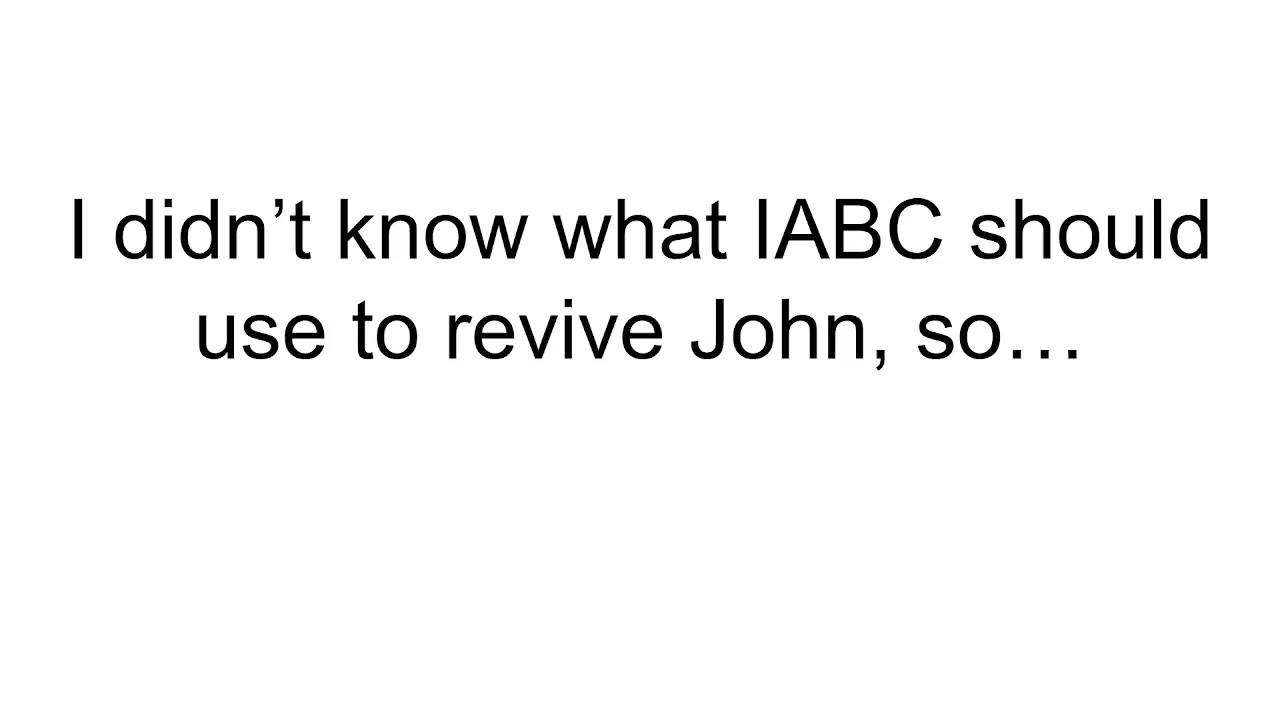 I didn’t know what IABC should
use to revive John, so…